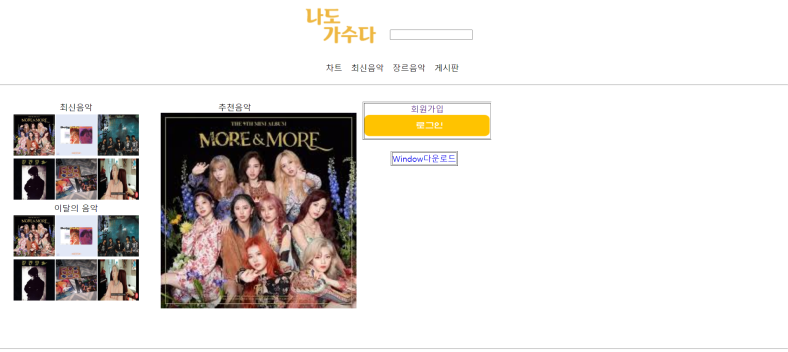 나도
가수다
차트 최신음악 장르음악 게시판
최신음악
이달의 음악
추천음악
THE 9TH MINI ALBUM
MORE & MORE
회원가입
로그인
Window다운로드